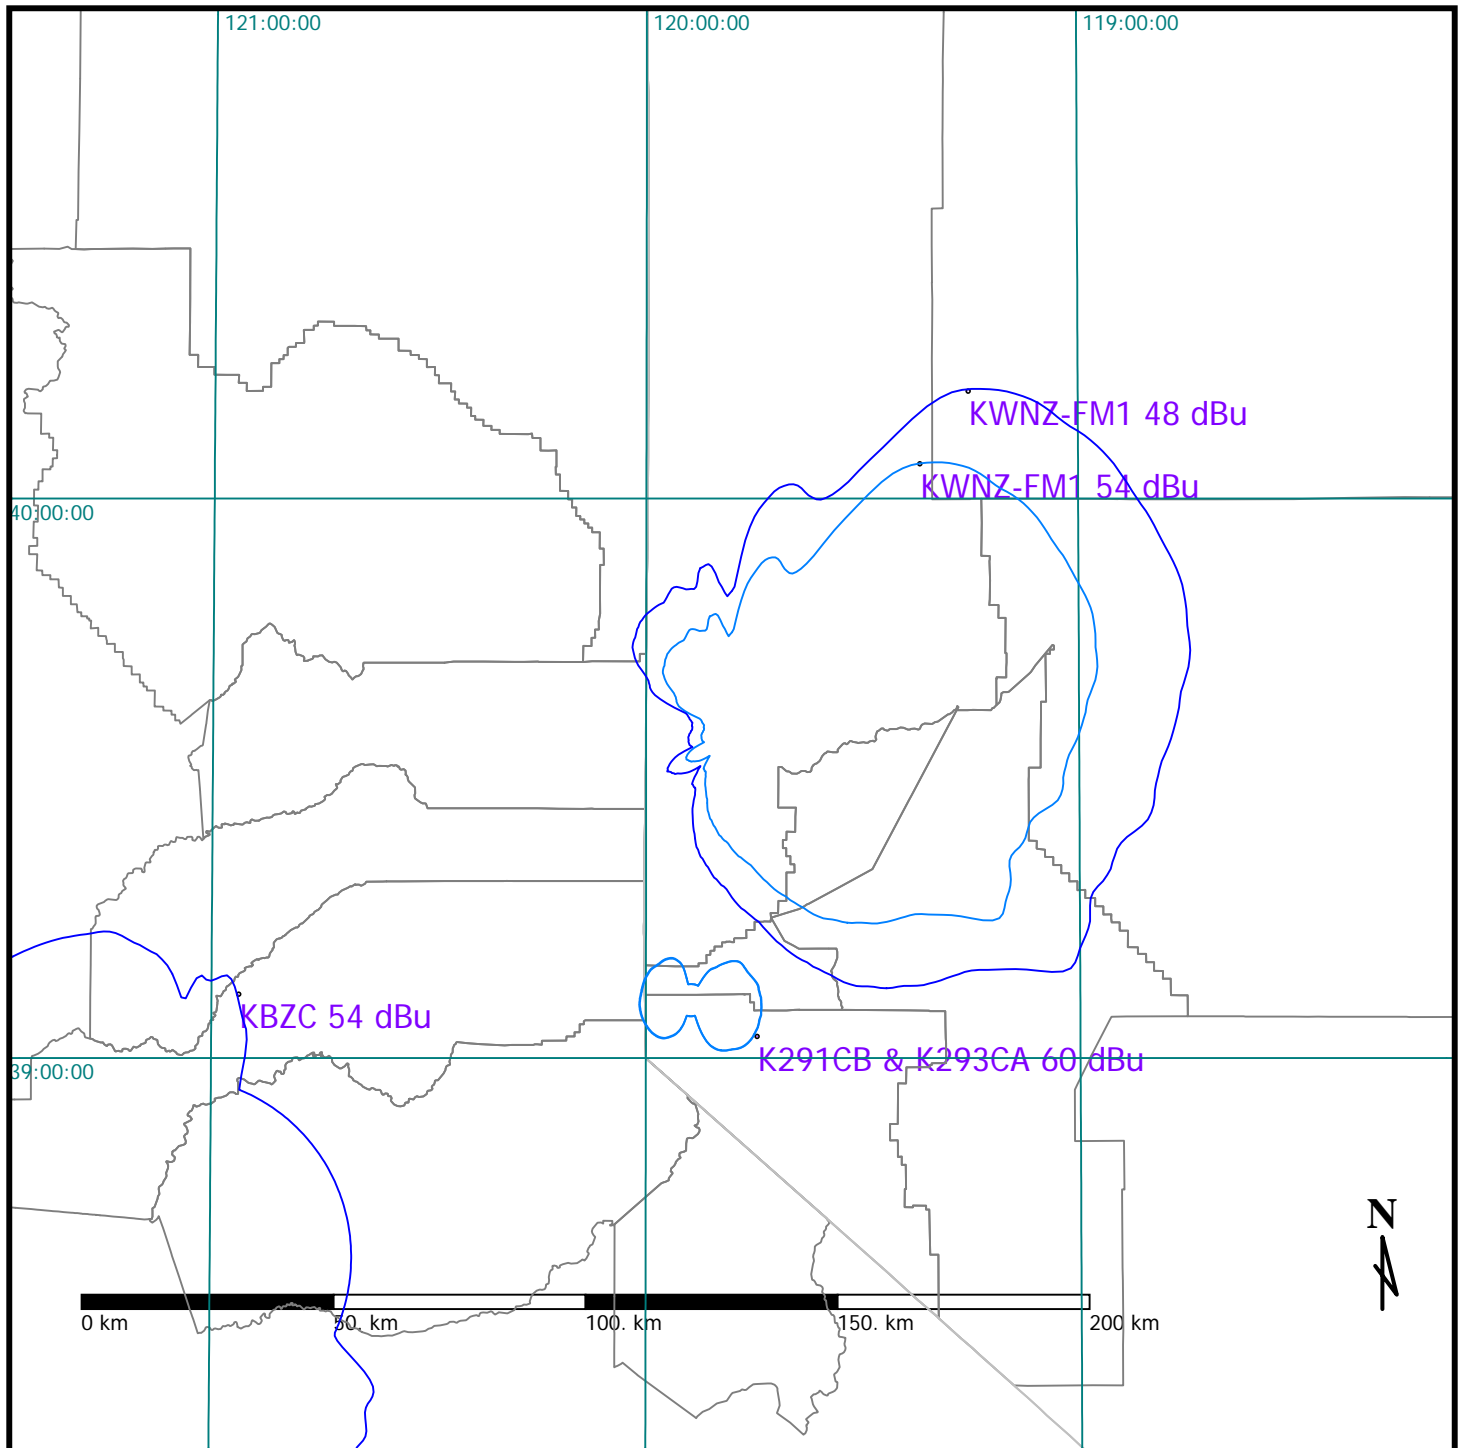 121:00:00
120:00:00
119:00:00
KWNZ-FM1 48 dBu
KWNZ-FM1 54 dBu
40:00:00
KBZC 54 dBu
K291CB & K293CA 60 dBu
39:00:00
N
0 km
50. km
100. km
150. km
200 km